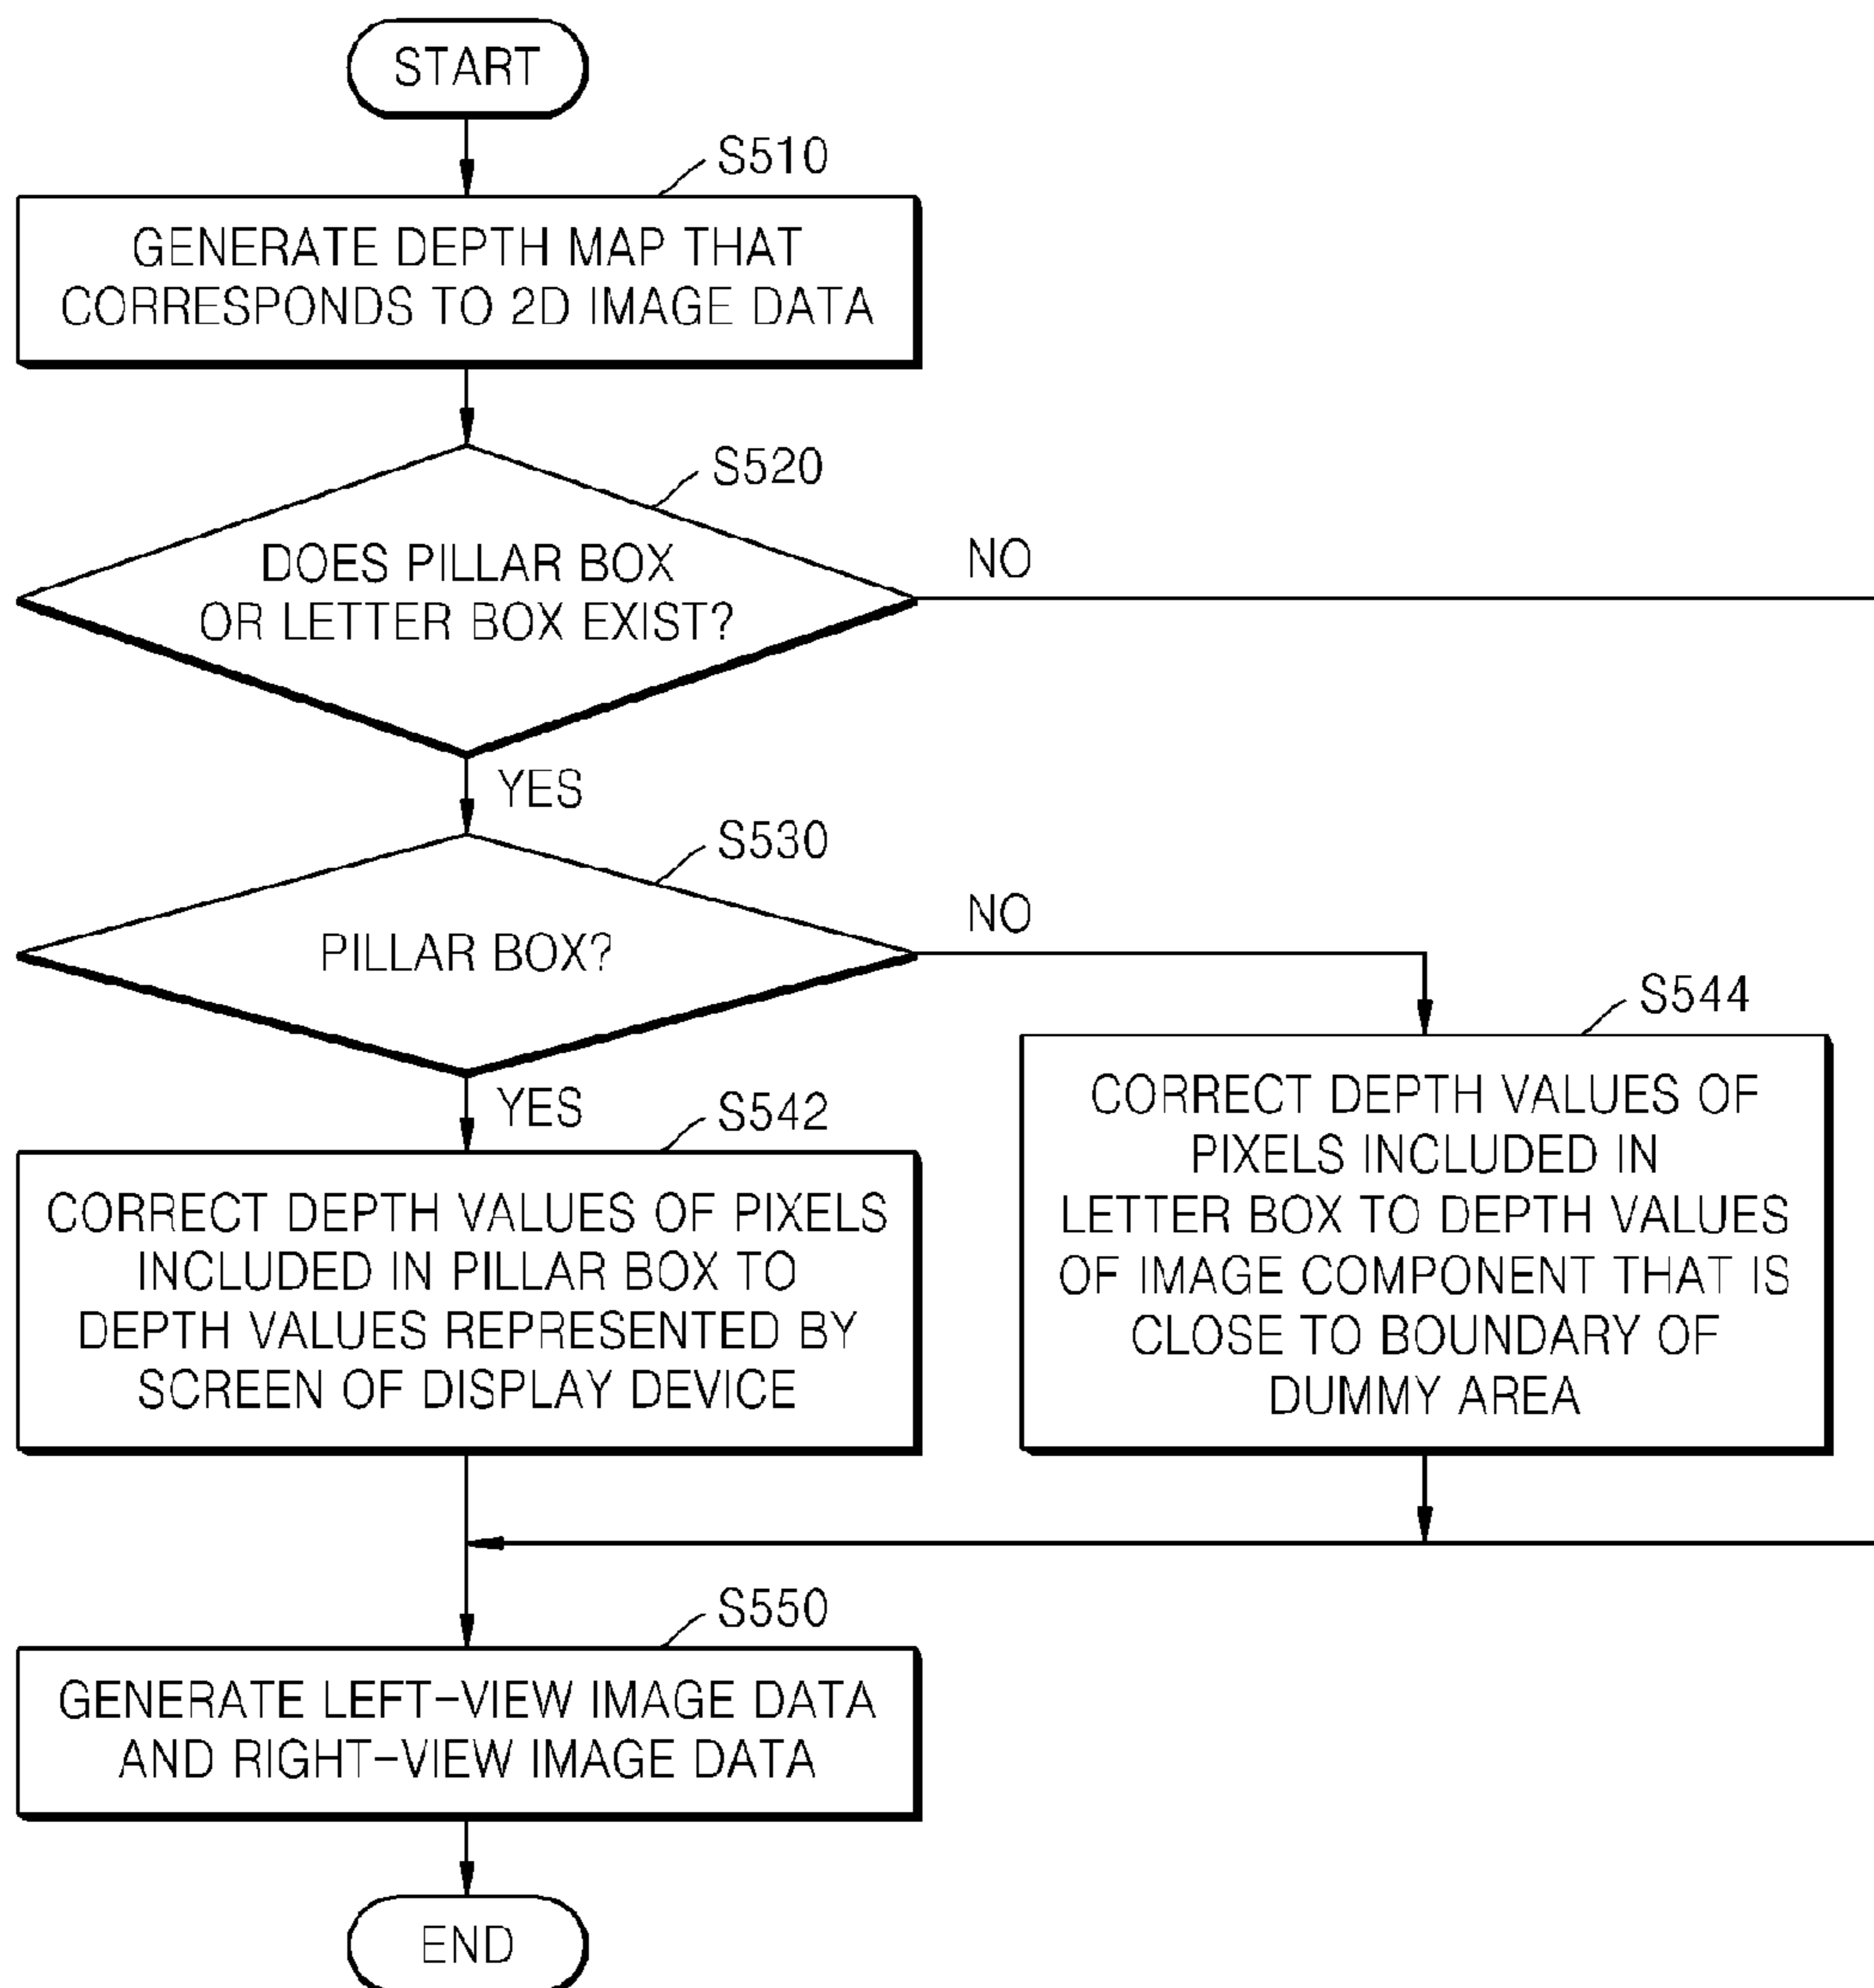 START
S510
GENERATE DEPTH MAP THAT
CORRESPONDS TO 2D IMAGE DATA
S520
DOES PILLAR BOX
OR LETTER BOX EXIST?
NO
YES
S530
PILLAR BOX?
NO
YES
S542
CORRECT DEPTH VALUES OF PIXELS
INCLUDED IN PILLAR BOX TO
DEPTH VALUES REPRESENTED BY
SCREEN OF DISPLAY DEVICE
S544
CORRECT DEPTH VALUES OF
PIXELS INCLUDED IN
LETTER BOX TO DEPTH VALUES
OF IMAGE COMPONENT THAT IS
CLOSE TO BOUNDARY OF
DUMMY AREA
S550
GENERATE LEFT-VIEW IMAGE DATA
AND RIGHT-VIEW IMAGE DATA
END